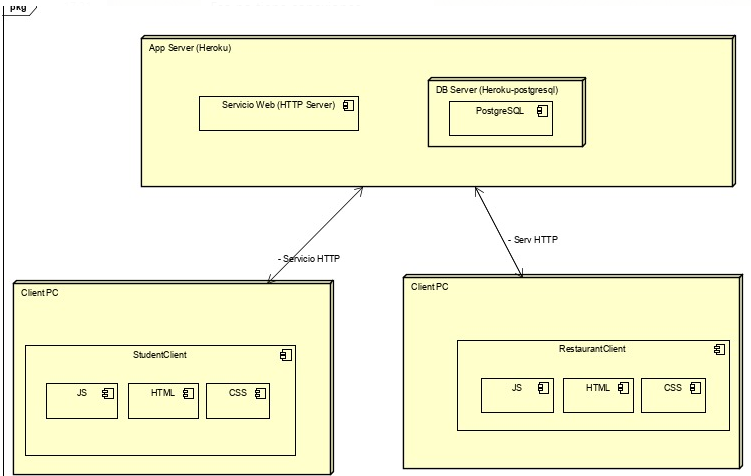 pkg
App Server (Heroku)
Servicio Web (HTTP Server)
DB Server (Heroku-postgresql)
PostgreSQL
- Servicio HTTP
- Serv HTTP
Client PC
StudentClient
JS
HTML
CSS
Client PC
RestaurantClient
JS
HTML
CSS